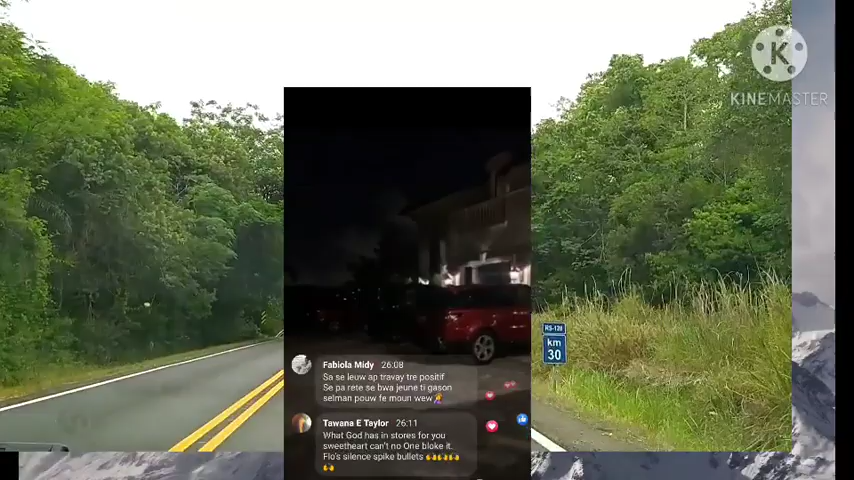 K
KINEMASTER
RS-128
km
30
Fabiola Midy 26:08
Sa se leuw ap travay tre positif
Se pa rete se bwa jeune ti gason
selman pouw fe moun wew🤦‍♀️
Tawana E Taylor 26:11
What God has in stores for you
sweetheart can't no One bloke it.
Flo's silence spike bullets 🙌🙌🙌🙌
🙌